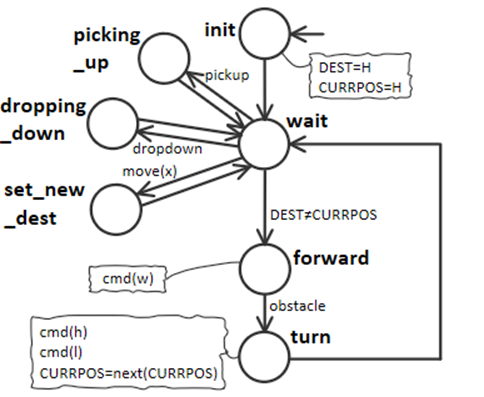 picking
_up
init
pickup
DEST=H
CURRPOS=H
dropping
_down
wait
dropdown
move(x)
set_new
_dest
DEST≠CURRPOS
forward
cmd(w)
obstacle
turn
cmd(h)
cmd(l)
CURRPOS=next(CURRPOS)